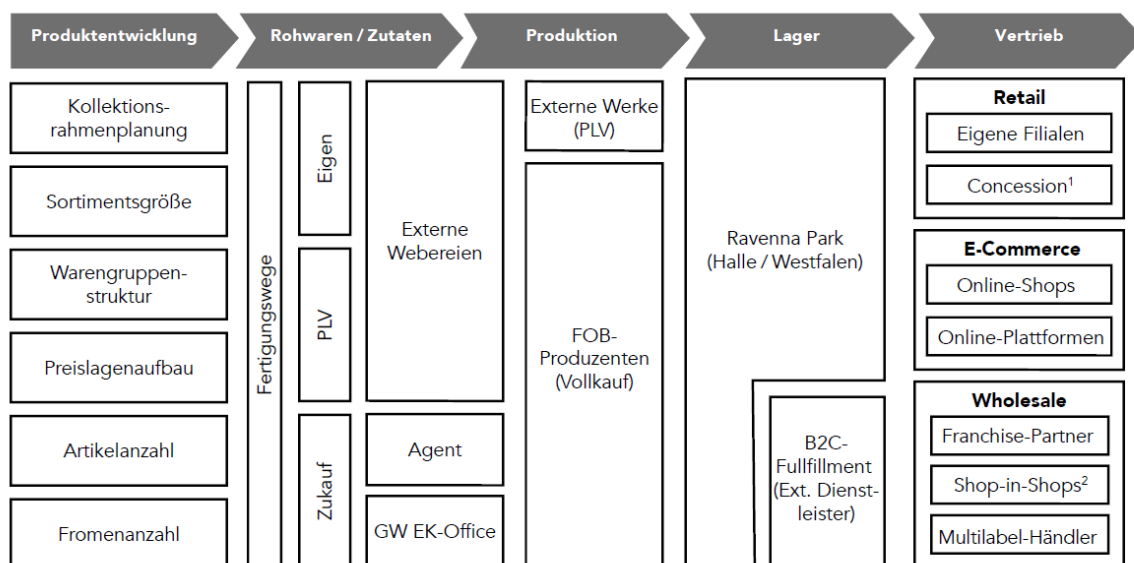 Produktentwicklung
Rohwaren / Zutaten
Produktion
Lager
Vertrieb
Kollektions-
rahmenplanung
Sortimentsgröße
Warengruppen-
struktur
Preislagenaufbau
Artikelanzahl
Fromenanzahl
Fertigungswege
Eigen
PLV
Zukauf
Externe
Webereien
Agent
GW EK-Office
Externe Werke
(PLV)
FOB-
Produzenten
(Vollkauf)
Ravenna Park
(Halle / Westfalen)
B2C-
Fullfillment
(Ext. Dienst-
leister)
Retail
Eigene Filialen
Concession¹
E-Commerce
Online-Shops
Online-Plattformen
Wholesale
Franchise-Partner
Shop-in-Shops²
Multilabel-Händler